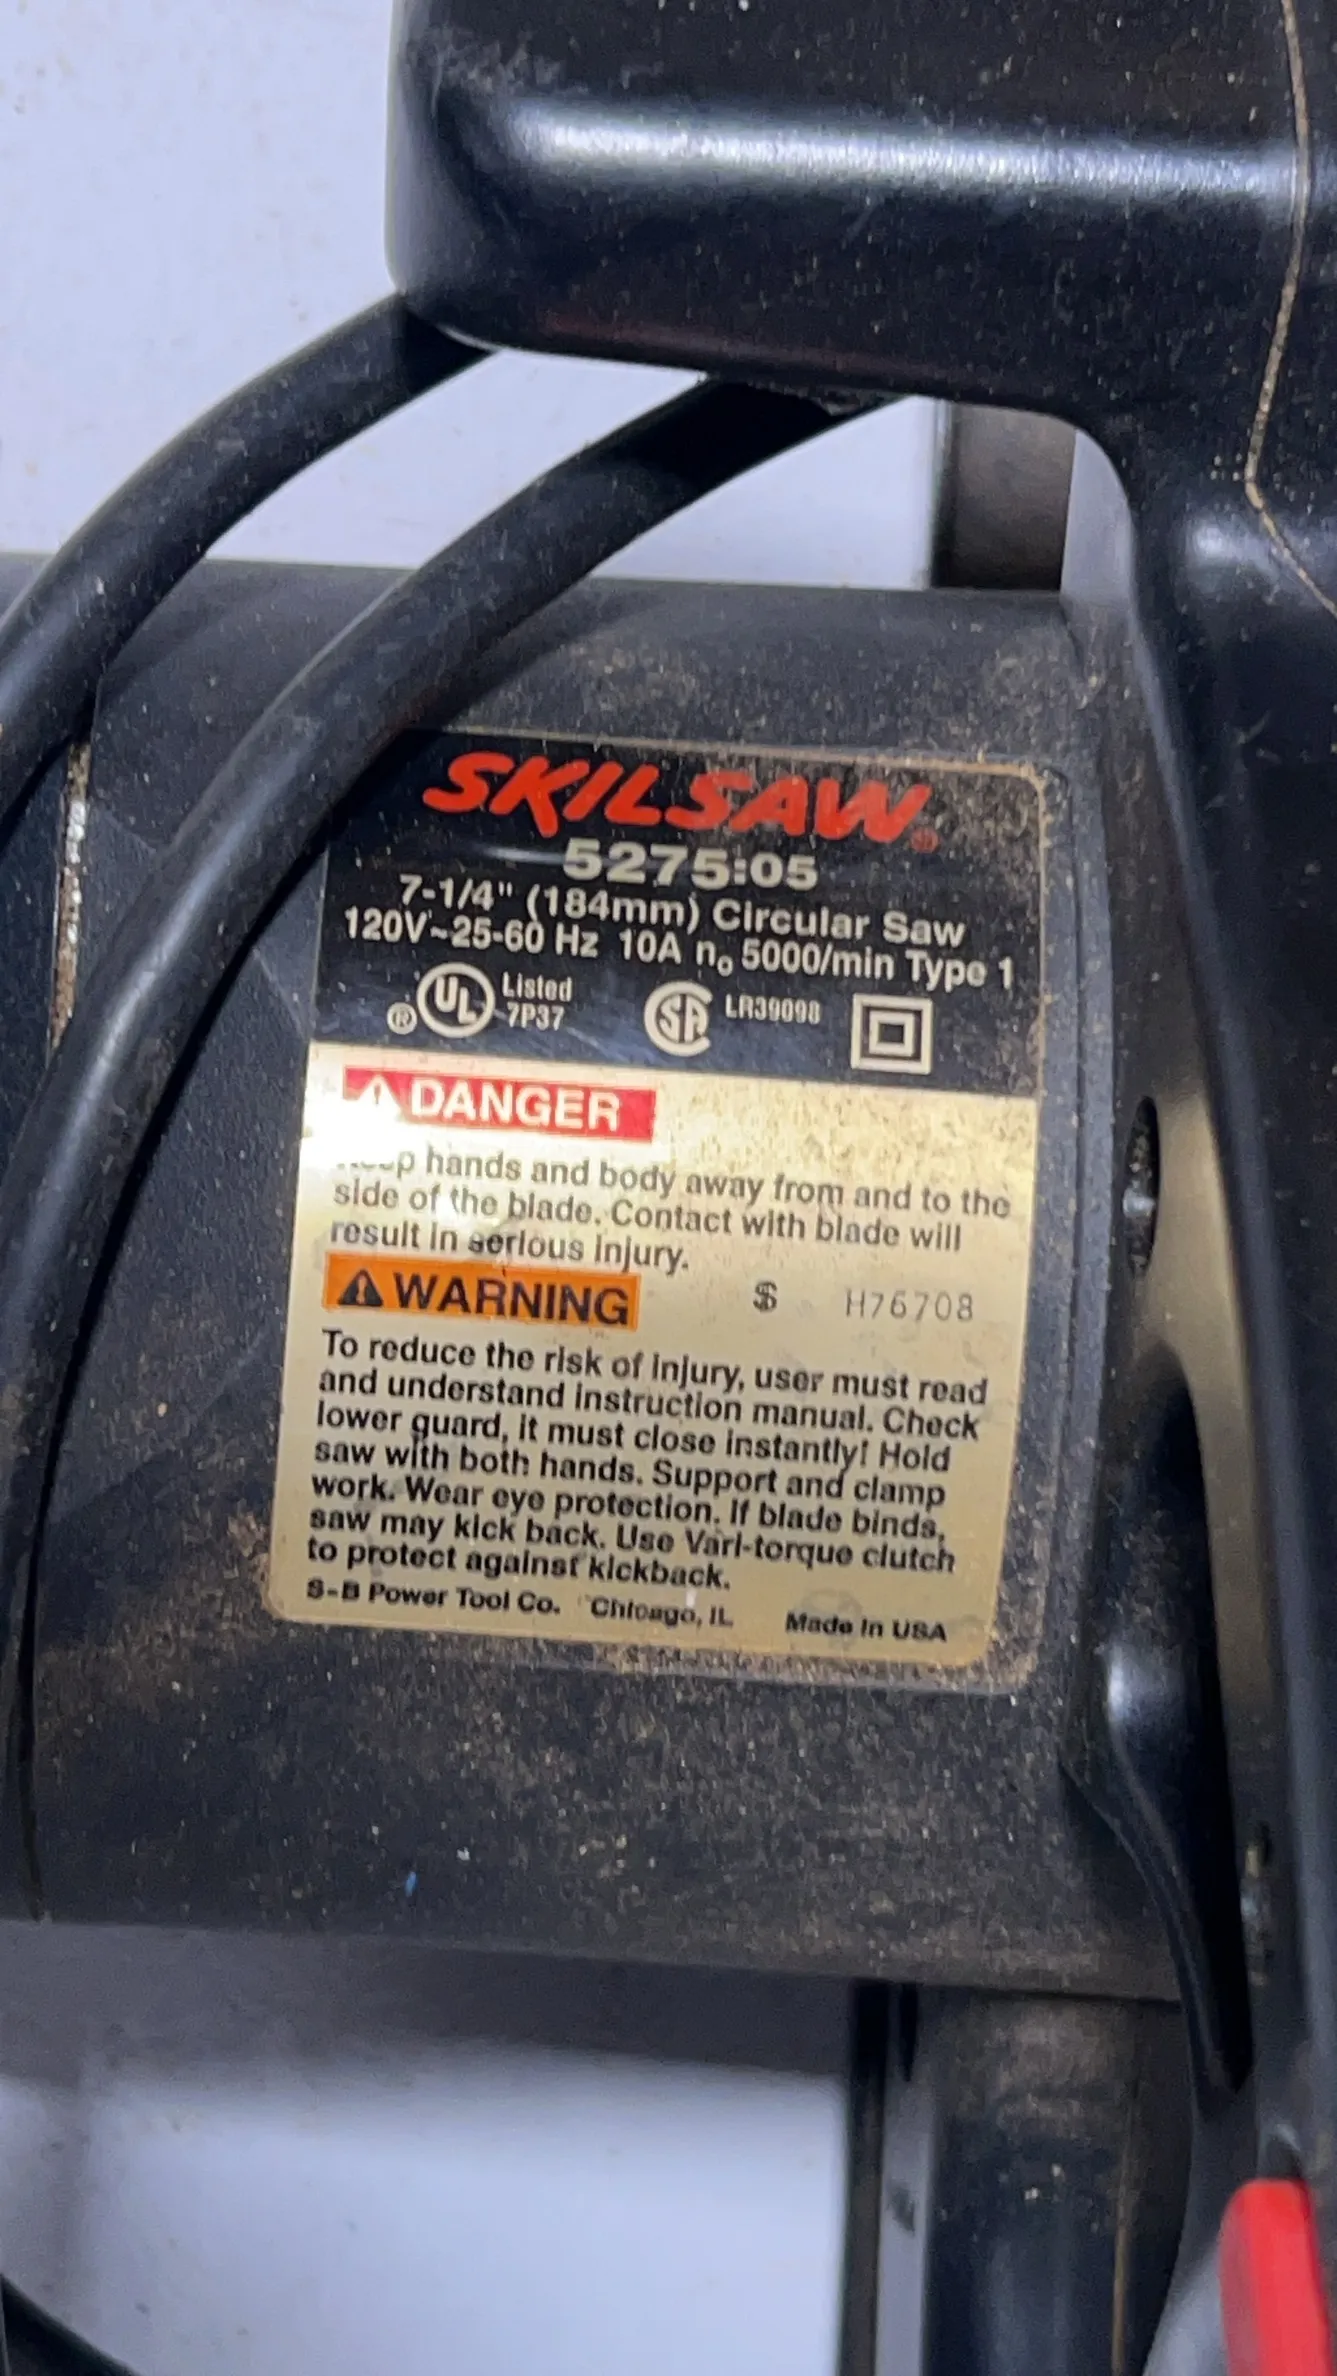 SKILSAW®
5275:05
7-1/4" (184mm) Circular Saw
120V~25-60 Hz 10A n₀ 5000/min Type 1
® UL Listed 7P37 SA LR39098
⚠ DANGER
hands and body away from and to the
side of the blade. Contact with blade will
result in serious injury.
⚠ WARNING H76708
To reduce the risk of injury, user must read
and understand instruction manual. Check
lower guard, it must close instantly! Hold
saw with both hands. Support and clamp
work. Wear eye protection. If blade binds,
saw may kick back. Use Vari-torque clutch
to protect against kickback.
S-B Power Tool Co. Chicago, IL Made in USA